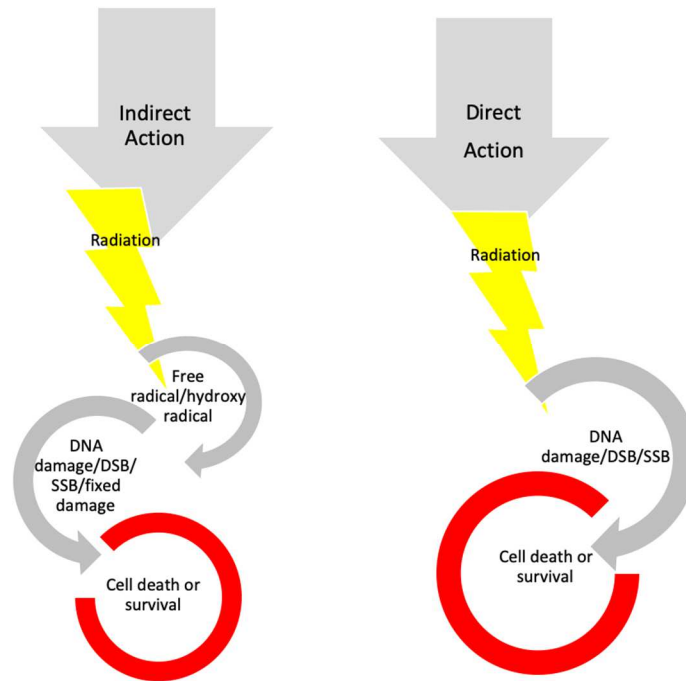 Indirect
Action
Radiation
Free
radical/hydroxy
radical
DNA
damage/DSB/
SSB/fixed
damage
Cell death or
survival
Direct
Action
Radiation
DNA
damage/DSB/SSB
Cell death or
survival